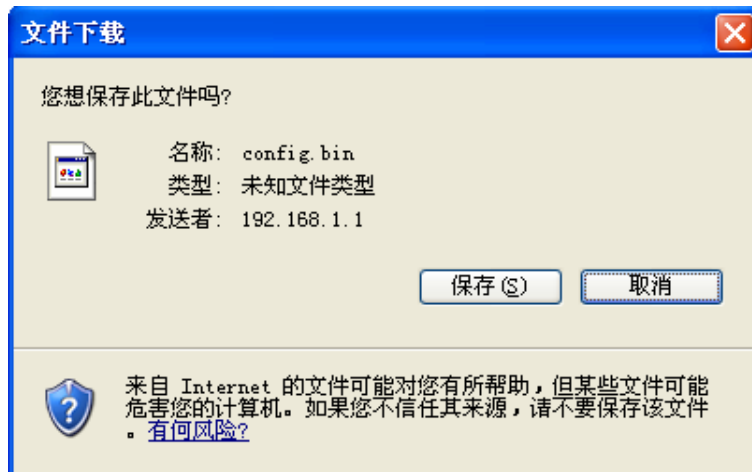 文件下载
您想保存此文件吗?
名称: config.bin
类型: 未知文件类型
发送者: 192.168.1.1
保存(S) 取消
来自 Internet 的文件可能对您有所帮助，但某些文件可能
危害您的计算机。如果您不信任其来源，请不要保存该文件
。有何风险?